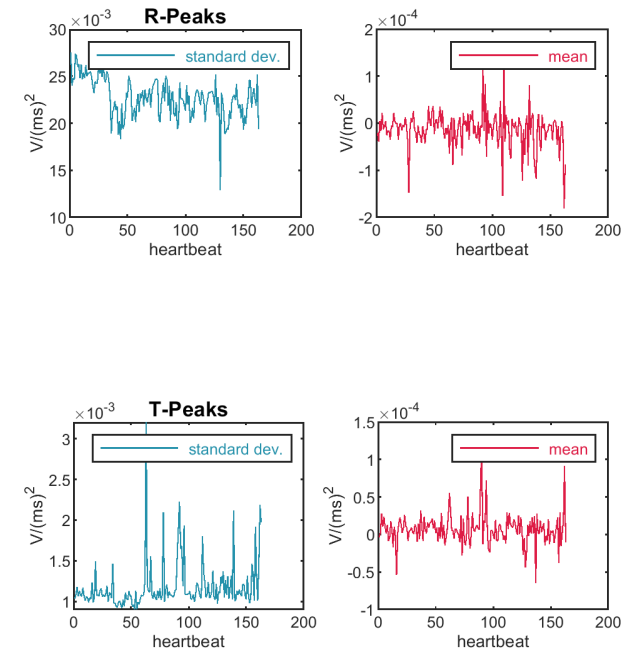 R-Peaks
×10⁻³
30
25
20
15
10
0 50 100 150 200
V/(ms)²
heartbeat
standard dev.
×10⁻⁴
2
1
0
-1
-2
0 50 100 150 200
V/(ms)²
heartbeat
mean
T-Peaks
×10⁻³
3
2.5
2
1.5
1
0 50 100 150 200
V/(ms)²
heartbeat
standard dev.
×10⁻⁴
1.5
1
0.5
0
-0.5
-1
0 50 100 150 200
V/(ms)²
heartbeat
mean